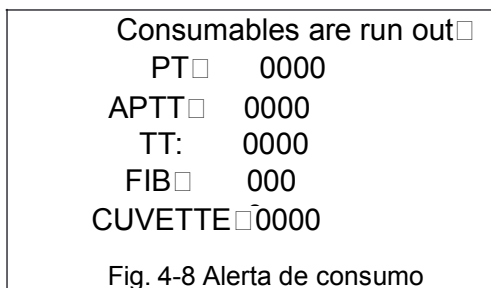 Consumables are run out□
PT□ 0000
APTT□ 0000
TT: 0000
FIB□ 000
CUVETTE□0000
Fig. 4-8 Alerta de consumo